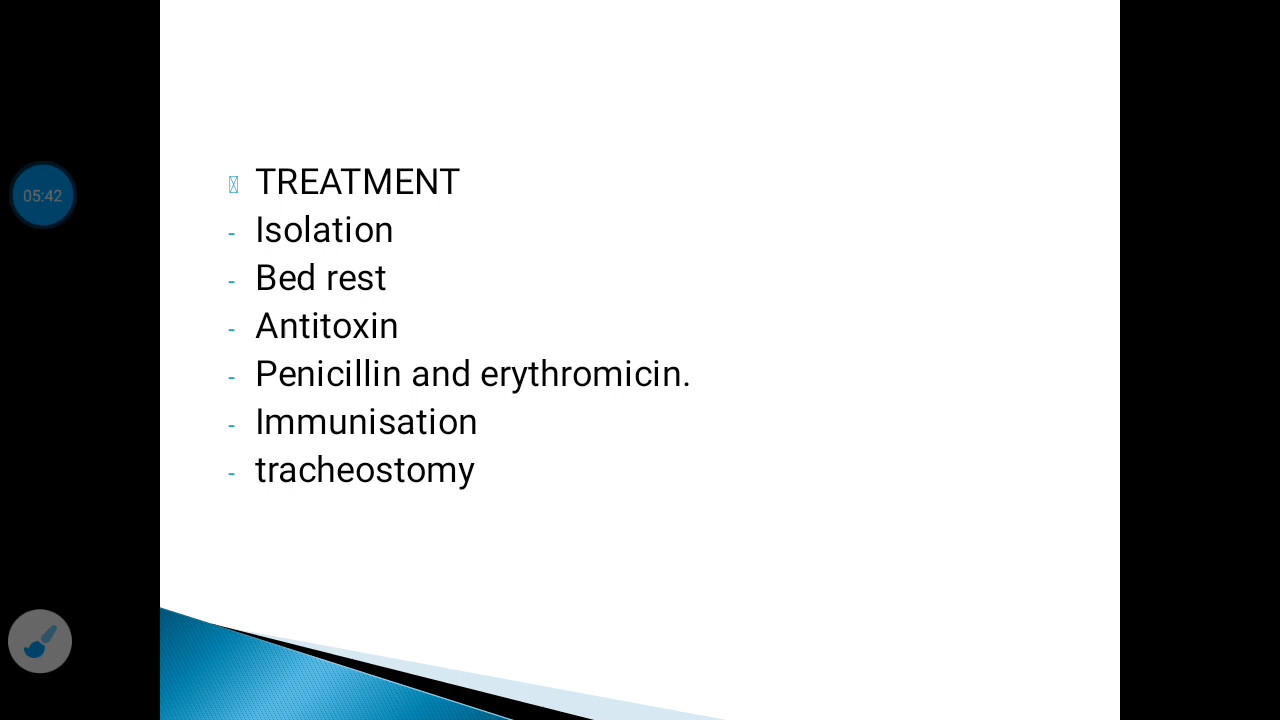 TREATMENT
- Isolation
- Bed rest
- Antitoxin
- Penicillin and erythromicin.
- Immunisation
- tracheostomy
05:42